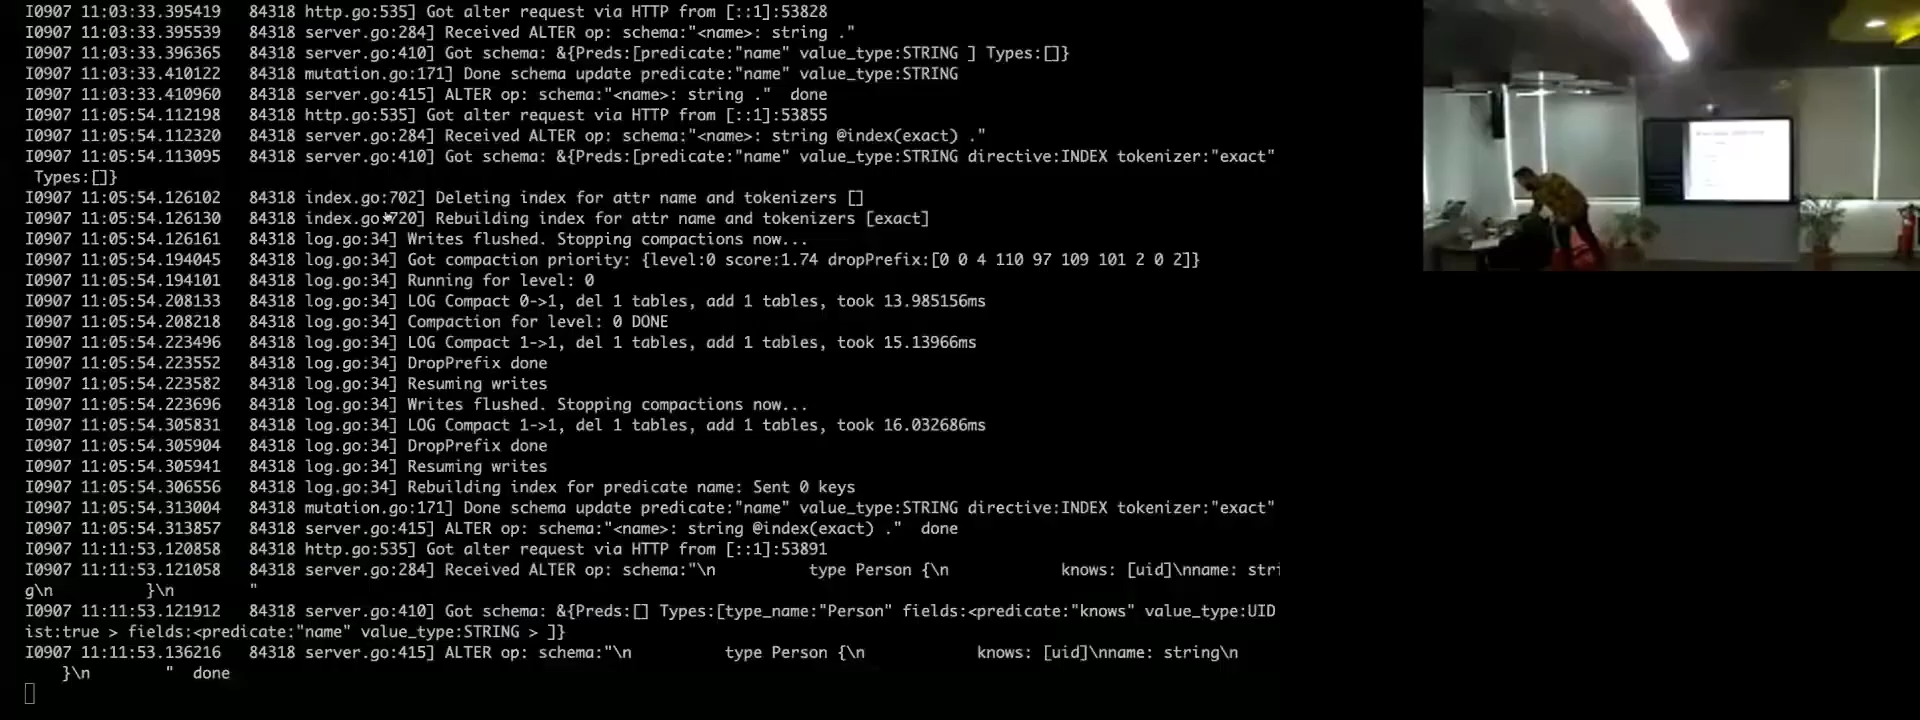 I0907 11:03:33.395419   84318 http.go:535] Got alter request via HTTP from [::1]:53828
I0907 11:03:33.395539   84318 server.go:284] Received ALTER op: schema:"<name>: string ."
I0907 11:03:33.396365   84318 server.go:410] Got schema: &{Preds:[predicate:"name" value_type:STRING ] Types:[]}
I0907 11:03:33.410122   84318 mutation.go:171] Done schema update predicate:"name" value_type:STRING
I0907 11:03:33.410960   84318 server.go:415] ALTER op: schema:"<name>: string ."  done
I0907 11:05:54.112198   84318 http.go:535] Got alter request via HTTP from [::1]:53855
I0907 11:05:54.112320   84318 server.go:284] Received ALTER op: schema:"<name>: string @index(exact) ."
I0907 11:05:54.113095   84318 server.go:410] Got schema: &{Preds:[predicate:"name" value_type:STRING directive:INDEX tokenizer:"exact"
 Types:[]}
I0907 11:05:54.126102   84318 index.go:702] Deleting index for attr name and tokenizers []
I0907 11:05:54.126130   84318 index.go:720] Rebuilding index for attr name and tokenizers [exact]
I0907 11:05:54.126161   84318 log.go:34] Writes flushed. Stopping compactions now...
I0907 11:05:54.194045   84318 log.go:34] Got compaction priority: {level:0 score:1.74 dropPrefix:[0 0 4 110 97 109 101 2 0 2]}
I0907 11:05:54.194101   84318 log.go:34] Running for level: 0
I0907 11:05:54.208133   84318 log.go:34] LOG Compact 0->1, del 1 tables, add 1 tables, took 13.985156ms
I0907 11:05:54.208218   84318 log.go:34] Compaction for level: 0 DONE
I0907 11:05:54.223496   84318 log.go:34] LOG Compact 1->1, del 1 tables, add 1 tables, took 15.13966ms
I0907 11:05:54.223552   84318 log.go:34] DropPrefix done
I0907 11:05:54.223582   84318 log.go:34] Resuming writes
I0907 11:05:54.223696   84318 log.go:34] Writes flushed. Stopping compactions now...
I0907 11:05:54.305831   84318 log.go:34] LOG Compact 1->1, del 1 tables, add 1 tables, took 16.032686ms
I0907 11:05:54.305904   84318 log.go:34] DropPrefix done
I0907 11:05:54.305941   84318 log.go:34] Resuming writes
I0907 11:05:54.306556   84318 log.go:34] Rebuilding index for predicate name: Sent 0 keys
I0907 11:05:54.313004   84318 mutation.go:171] Done schema update predicate:"name" value_type:STRING directive:INDEX tokenizer:"exact"
I0907 11:05:54.313857   84318 server.go:415] ALTER op: schema:"<name>: string @index(exact) ."  done
I0907 11:11:53.120858   84318 http.go:535] Got alter request via HTTP from [::1]:53891
I0907 11:11:53.121058   84318 server.go:284] Received ALTER op: schema:"\n          type Person {\n            knows: [uid]\nname: stri
g\n          }\n        "
I0907 11:11:53.121912   84318 server.go:410] Got schema: &{Preds:[] Types:[type_name:"Person" fields:<predicate:"knows" value_type:UID
ist:true > fields:<predicate:"name" value_type:STRING > ]}
I0907 11:11:53.136216   84318 server.go:415] ALTER op: schema:"\n          type Person {\n            knows: [uid]\nname: string\n
    }\n        "  done